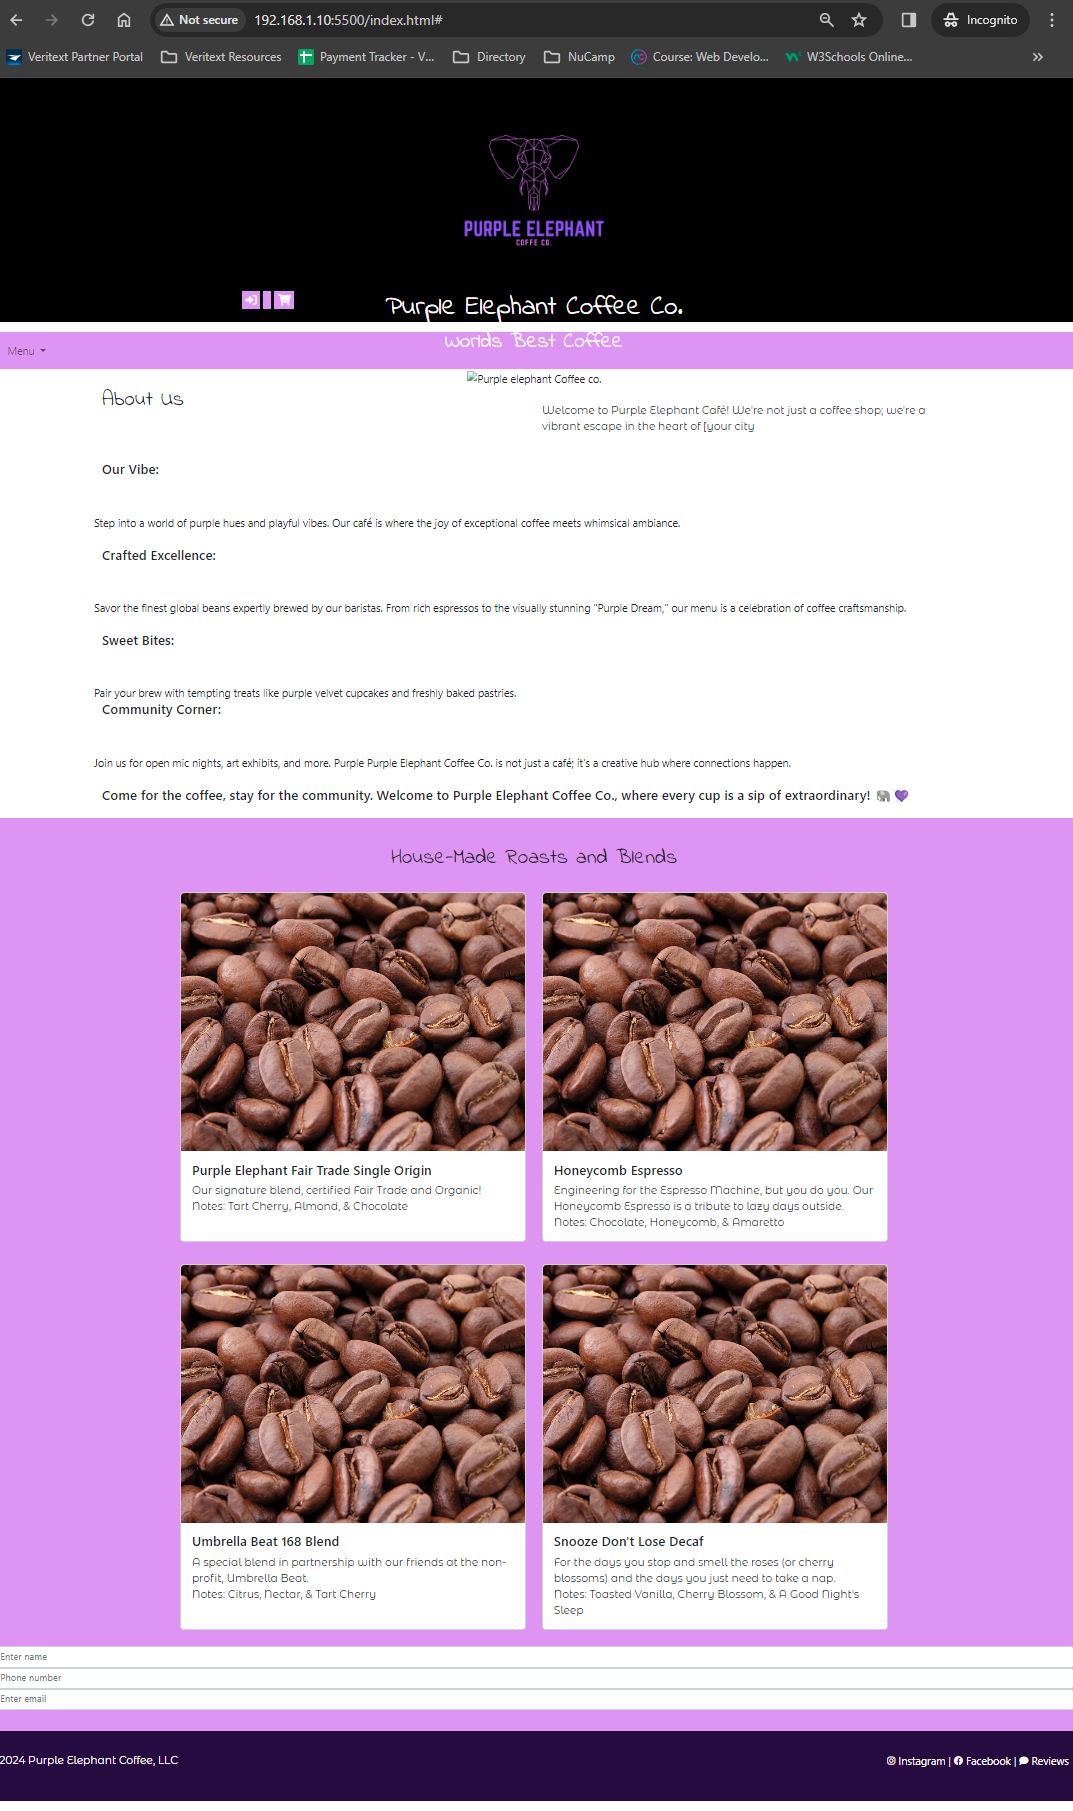 Not secure
192.168.1.10:5500/index.html#
Incognito
Veritext Partner Portal
Veritext Resources
Payment Tracker - V...
Directory
NuCamp
Course: Web Develo...
W3Schools Online...
PURPLE ELEPHANT
COFFE CO.
Purple Elephant Coffee Co.
Worlds Best Coffee
Menu
Purple elephant Coffee co.
About Us
Welcome to Purple Elephant Café! We're not just a coffee shop; we're a
vibrant escape in the heart of [your city
Our Vibe:
Step into a world of purple hues and playful vibes. Our café is where the joy of exceptional coffee meets whimsical ambiance.
Crafted Excellence:
Savor the finest global beans expertly brewed by our baristas. From rich espressos to the visually stunning "Purple Dream," our menu is a celebration of coffee craftsmanship.
Sweet Bites:
Pair your brew with tempting treats like purple velvet cupcakes and freshly baked pastries.
Community Corner:
Join us for open mic nights, art exhibits, and more. Purple Purple Elephant Coffee Co. is not just a café; it's a creative hub where connections happen.
Come for the coffee, stay for the community. Welcome to Purple Elephant Coffee Co., where every cup is a sip of extraordinary! 🐘 💜
House-Made Roasts and Blends
Purple Elephant Fair Trade Single Origin
Our signature blend, certified Fair Trade and Organic!
Notes: Tart Cherry, Almond, & Chocolate
Honeycomb Espresso
Engineering for the Espresso Machine, but you do you. Our
Honeycomb Espresso is a tribute to lazy days outside.
Notes: Chocolate, Honeycomb, & Amaretto
Umbrella Beat 168 Blend
A special blend in partnership with our friends at the non-
profit, Umbrella Beat.
Notes: Citrus, Nectar, & Tart Cherry
Snooze Don't Lose Decaf
For the days you stop and smell the roses (or cherry
blossoms) and the days you just need to take a nap.
Notes: Toasted Vanilla, Cherry Blossom, & A Good Night's
Sleep
Enter name
Phone number
Enter email
2024 Purple Elephant Coffee, LLC
Instagram | Facebook | Reviews